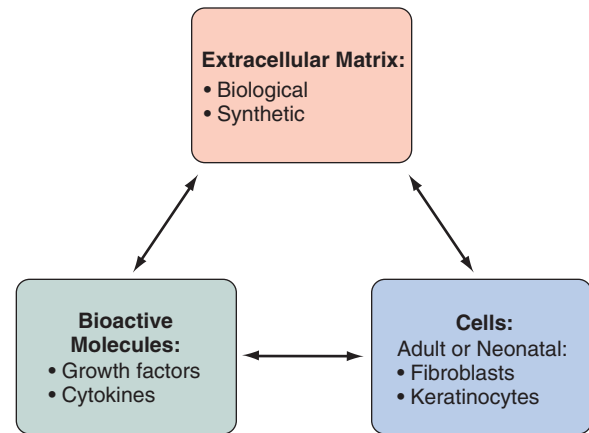 Extracellular Matrix:
• Biological
• Synthetic
Bioactive
Molecules:
• Growth factors
• Cytokines
Cells:
Adult or Neonatal:
• Fibroblasts
• Keratinocytes